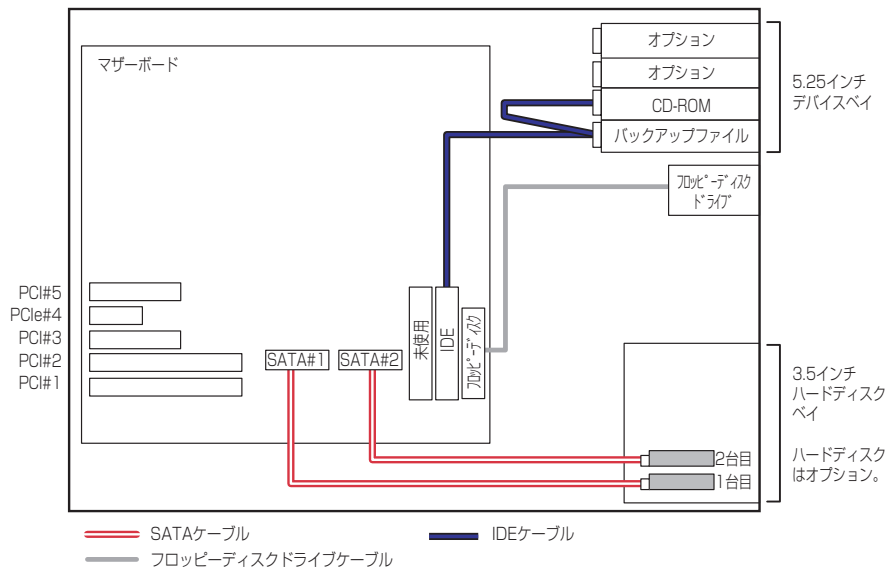 マザーボード
オプション
オプション
CD-ROM
バックアップファイル
5.25インチ
デバイスベイ
フロッピーディスク
ドライブ
PCI#5
PCIe#4
PCI#3
PCI#2
PCI#1
SATA#1
SATA#2
未使用
IDE
フロッピーディスク
3.5インチ
ハードディスク
ベイ
ハードディスク
はオプション。
2台目
1台目
SATAケーブル
IDEケーブル
フロッピーディスクドライブケーブル